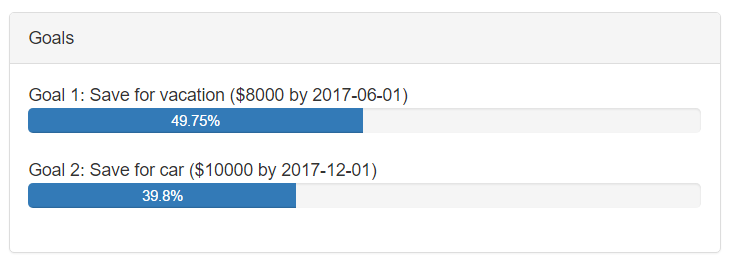 Goals
Goal 1: Save for vacation ($8000 by 2017-06-01)
49.75%
Goal 2: Save for car ($10000 by 2017-12-01)
39.8%